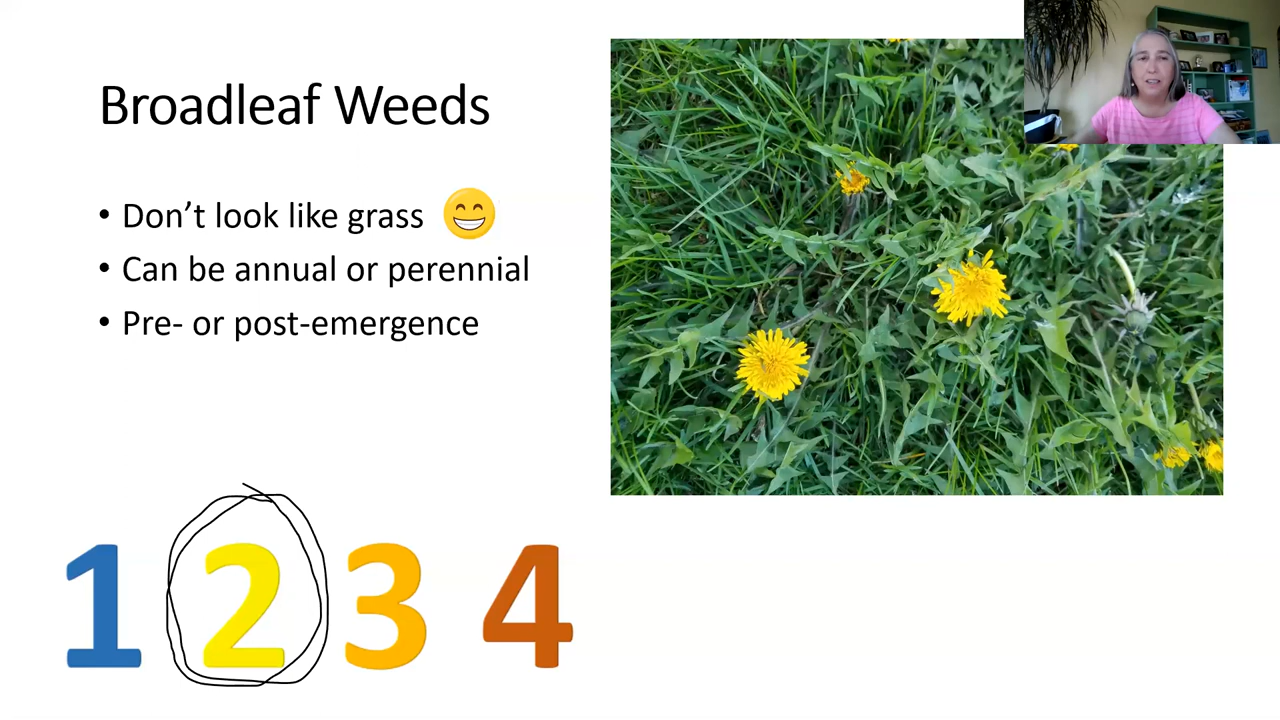 Broadleaf Weeds
• Don’t look like grass 😁
• Can be annual or perennial
• Pre- or post-emergence
1 2 3 4